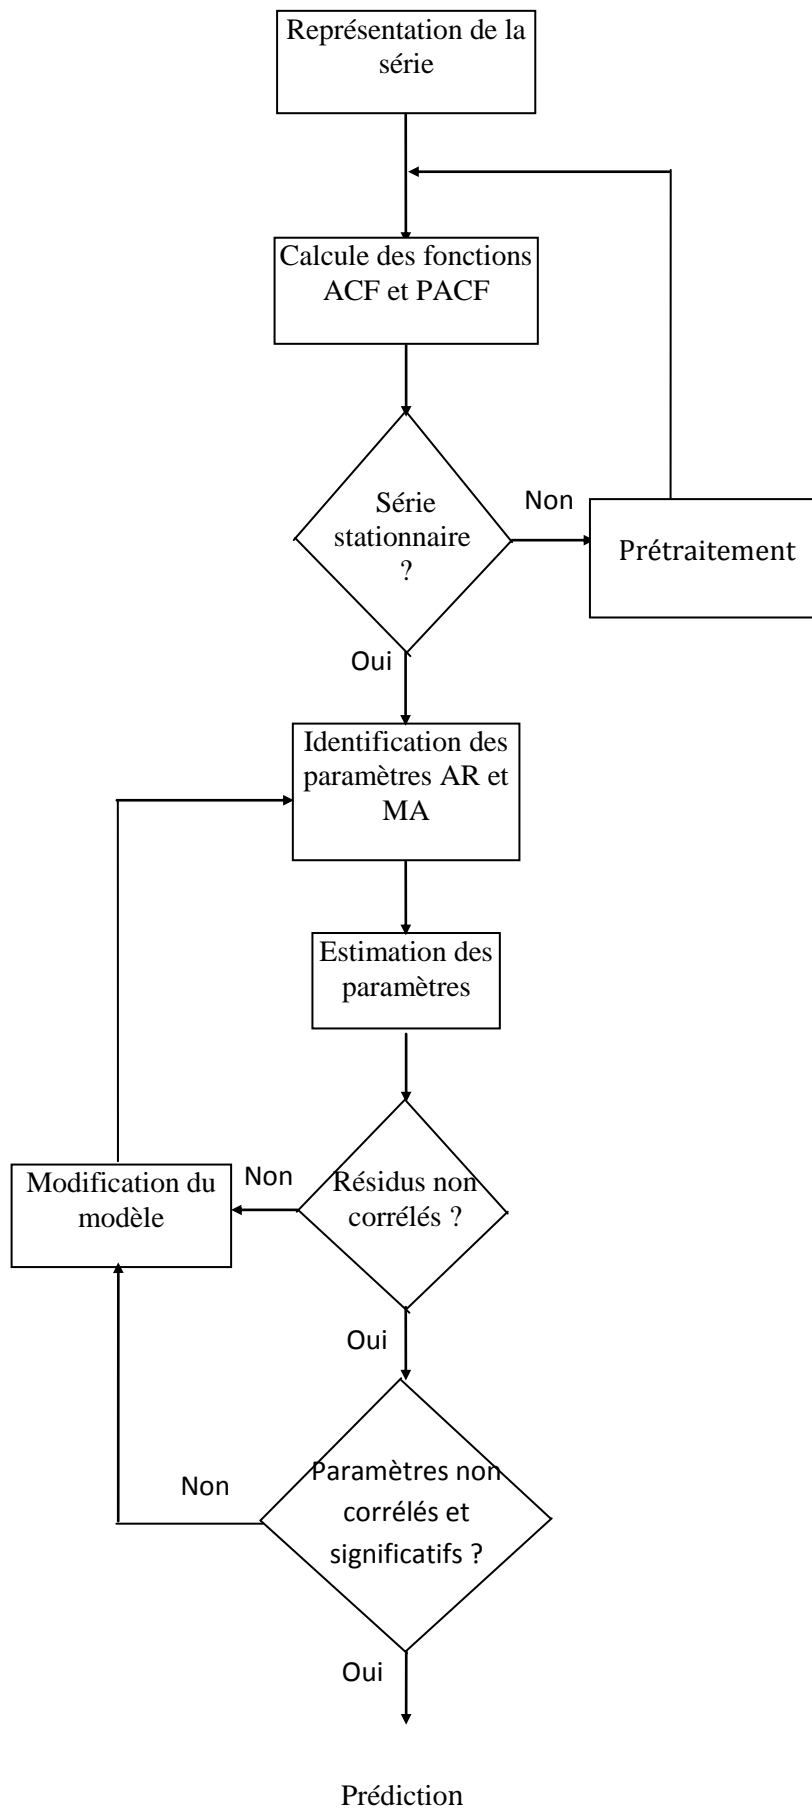 Représentation de la
série
Calcule des fonctions
ACF et PACF
Série
stationnaire
?
Non
Prétraitement
Oui
Identification des
paramètres AR et
MA
Estimation des
paramètres
Résidus non
corrélés ?
Non
Modification du
modèle
Oui
Paramètres non
corrélés et
significatifs ?
Non
Oui
Prédiction